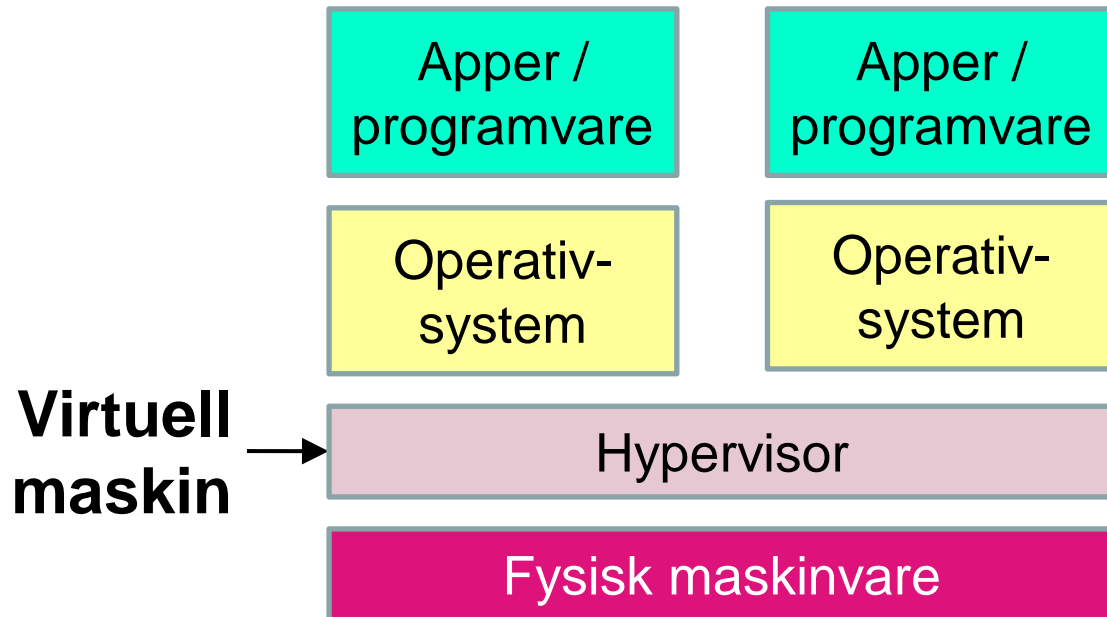 Apper /
programvare
Apper /
programvare
Operativ-
system
Operativ-
system
Virtuell
maskin
Hypervisor
Fysisk maskinvare